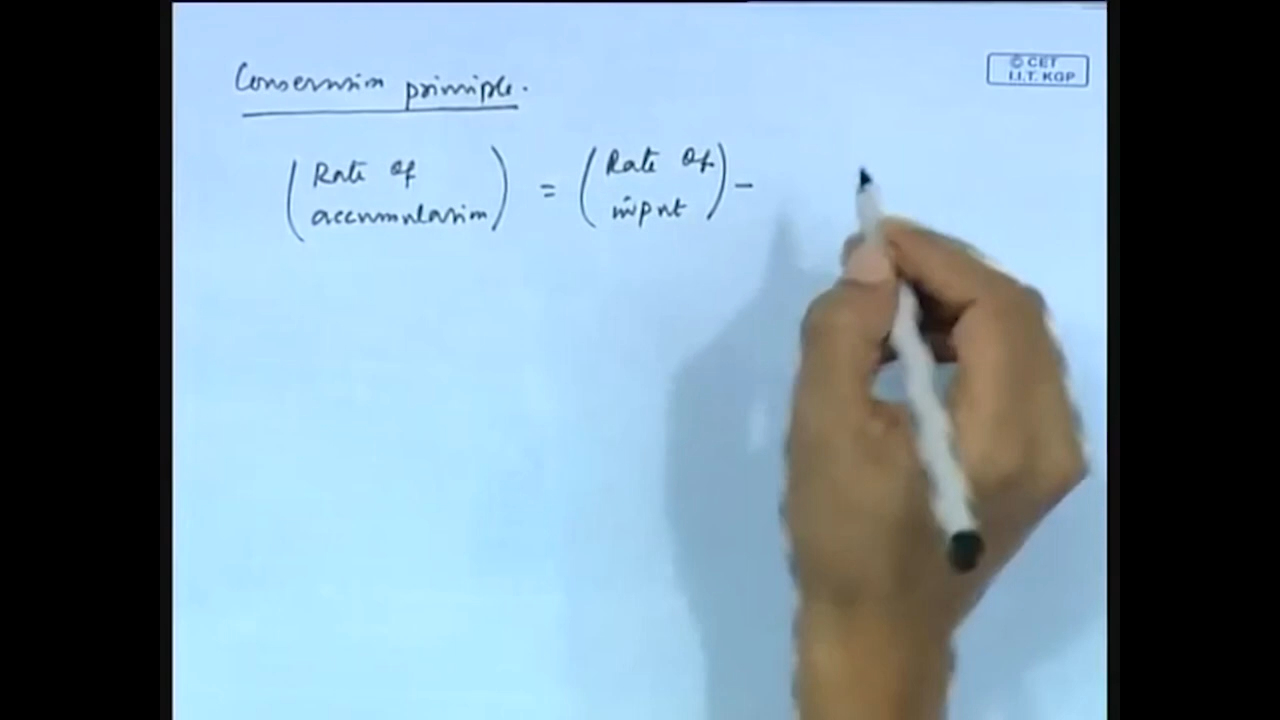 Conservation principle.
© CET
I.I.T. KGP
(Rate of accumulation) = (Rate of input) -